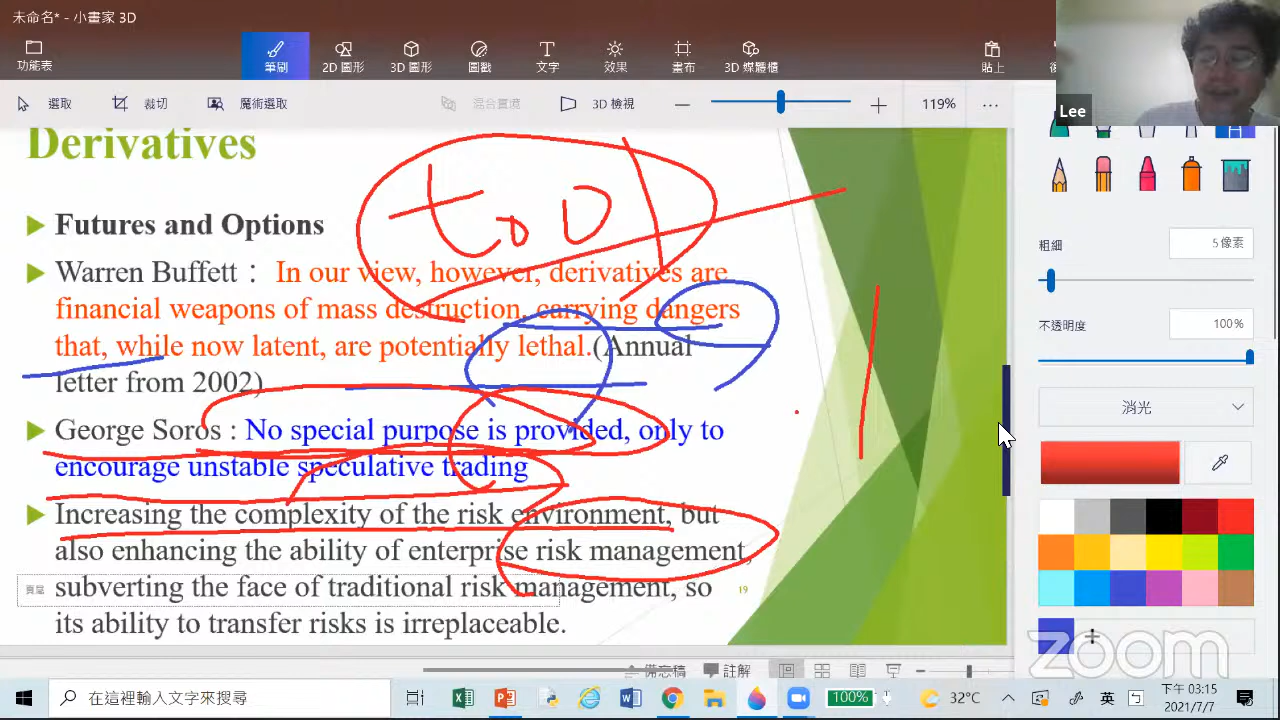 未命名* - 小畫家 3D
功能表
筆刷
2D 圖形
3D 圖形
圖戳
文字
效果
畫布
3D 媒體櫃
貼上
選取
裁切
魔術選取
混合畫濃
3D 檢視
119%
Lee
Derivatives
tool
Futures and Options
Warren Buffett： In our view, however, derivatives are
financial weapons of mass destruction, carrying dangers
that, while now latent, are potentially lethal.(Annual
letter from 2002)
George Soros : No special purpose is provided, only to
encourage unstable speculative trading
Increasing the complexity of the risk environment, but
also enhancing the ability of enterprise risk management,
subverting the face of traditional risk management, so
its ability to transfer risks is irreplaceable.
頁尾
19
粗細
5 像素
不透明度
100%
消光
zoom
備忘稿
註解
在這裡輸入文字來搜尋
100%
32°C
英
下午 03:15
2021/7/7